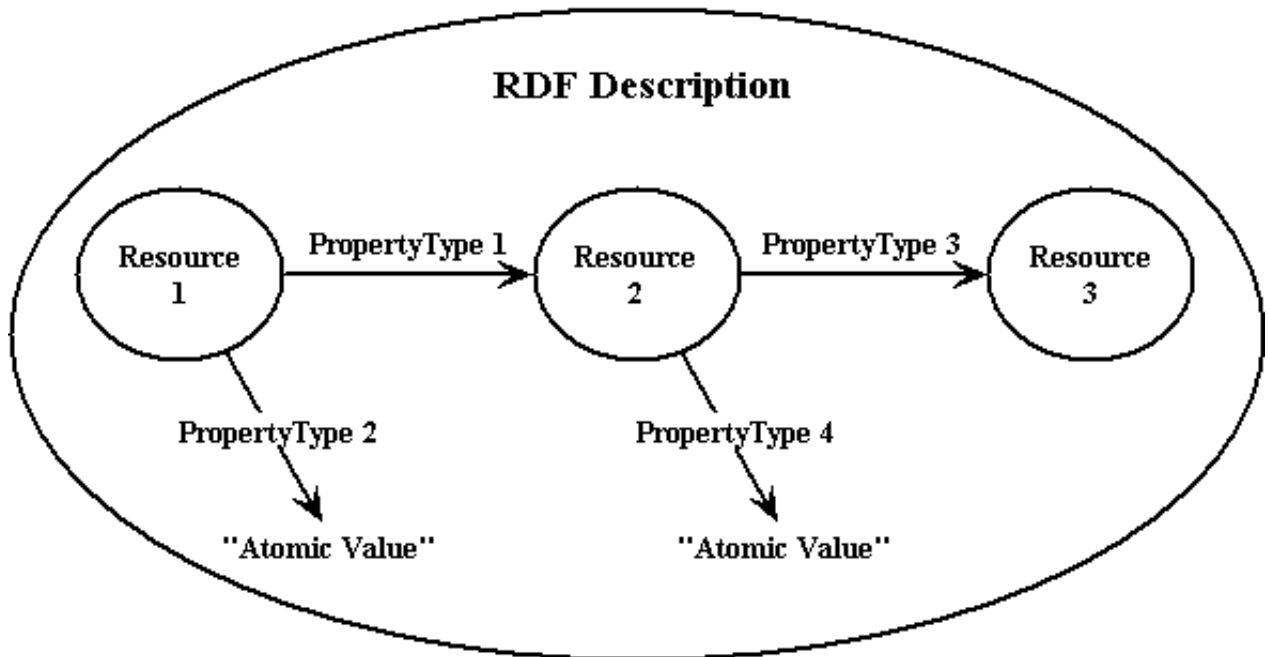 RDF Description
PropertyType 1
PropertyType 3
Resource
1
Resource
2
Resource
3
PropertyType 2
PropertyType 4
"Atomic Value"
"Atomic Value"